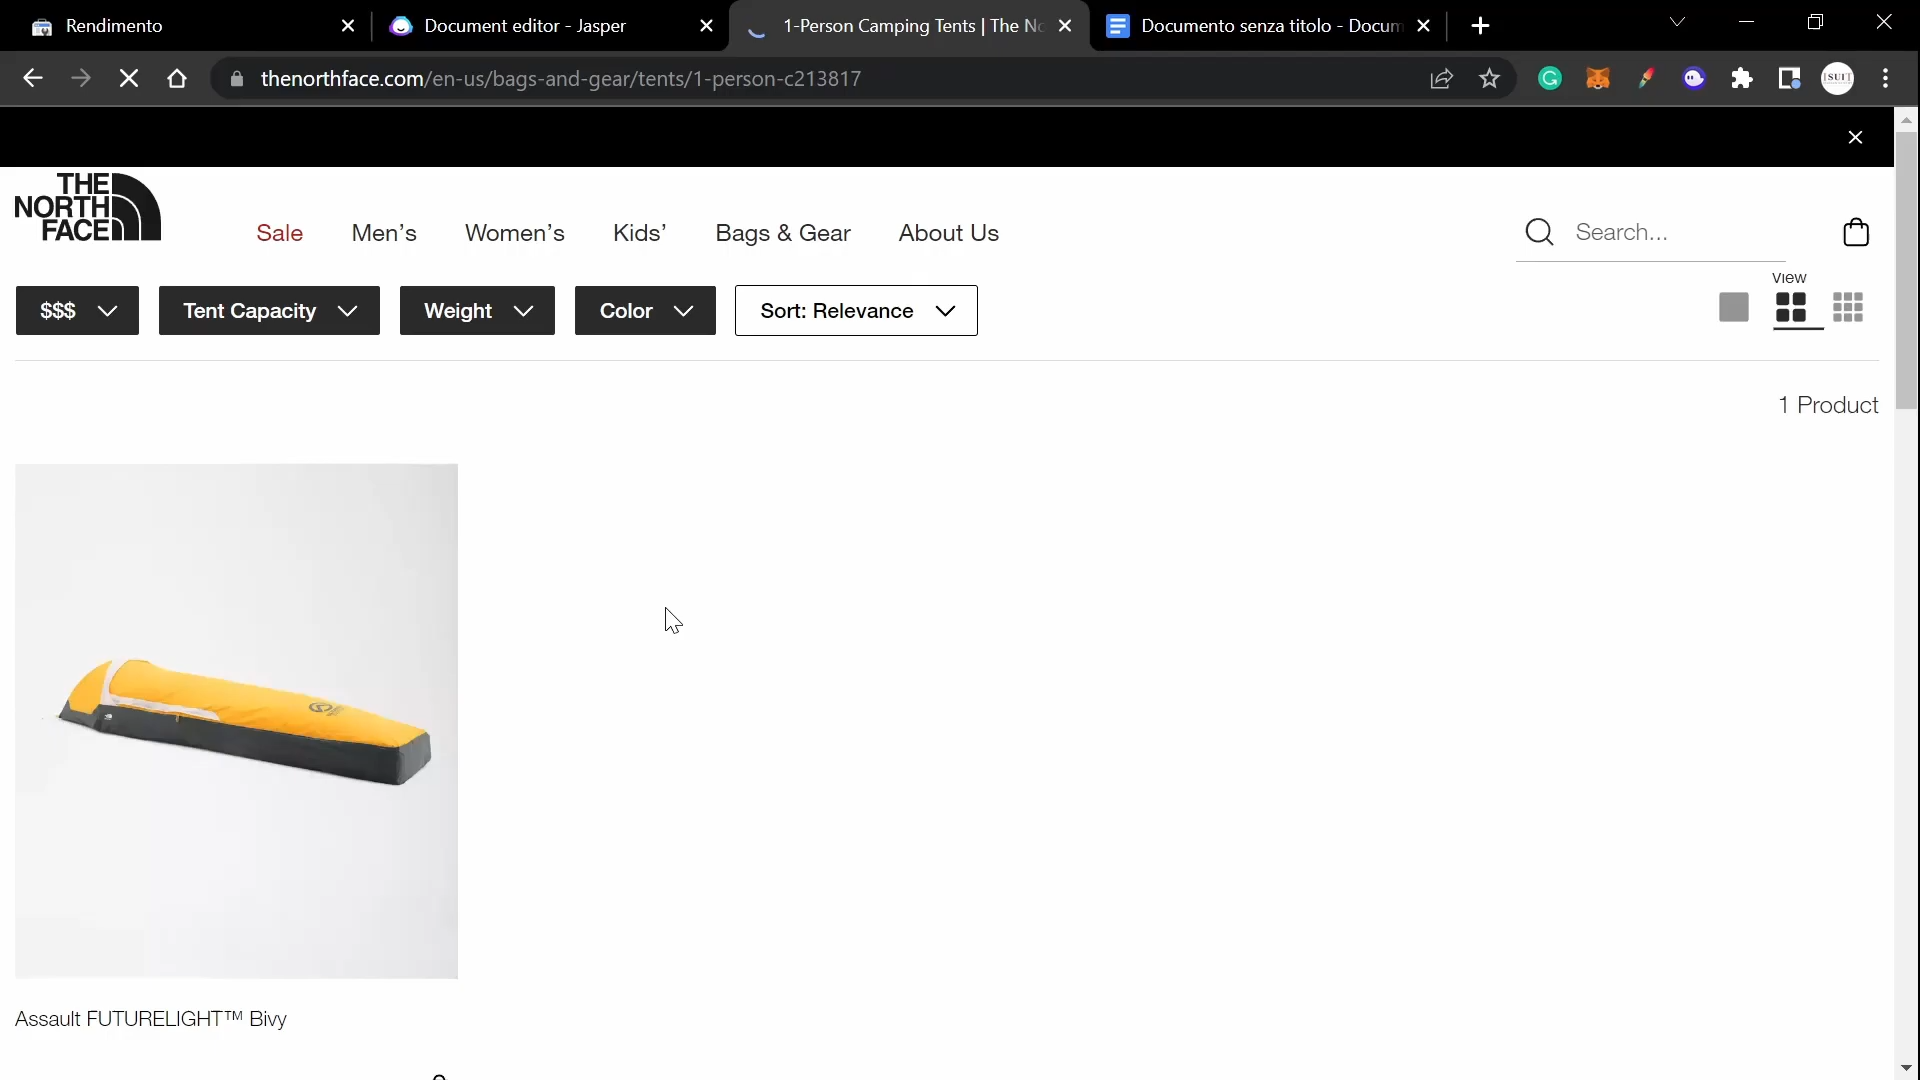 Rendimento
Document editor - Jasper
1-Person Camping Tents | The No
Documento senza titolo - Docum
thenorthface.com/en-us/bags-and-gear/tents/1-person-c213817
ISUIT
THE
NORTH
FACE
Sale
Men's
Women's
Kids'
Bags & Gear
About Us
Search...
$$$
Tent Capacity
Weight
Color
Sort: Relevance
View
1 Product
Assault FUTURELIGHT™ Bivy